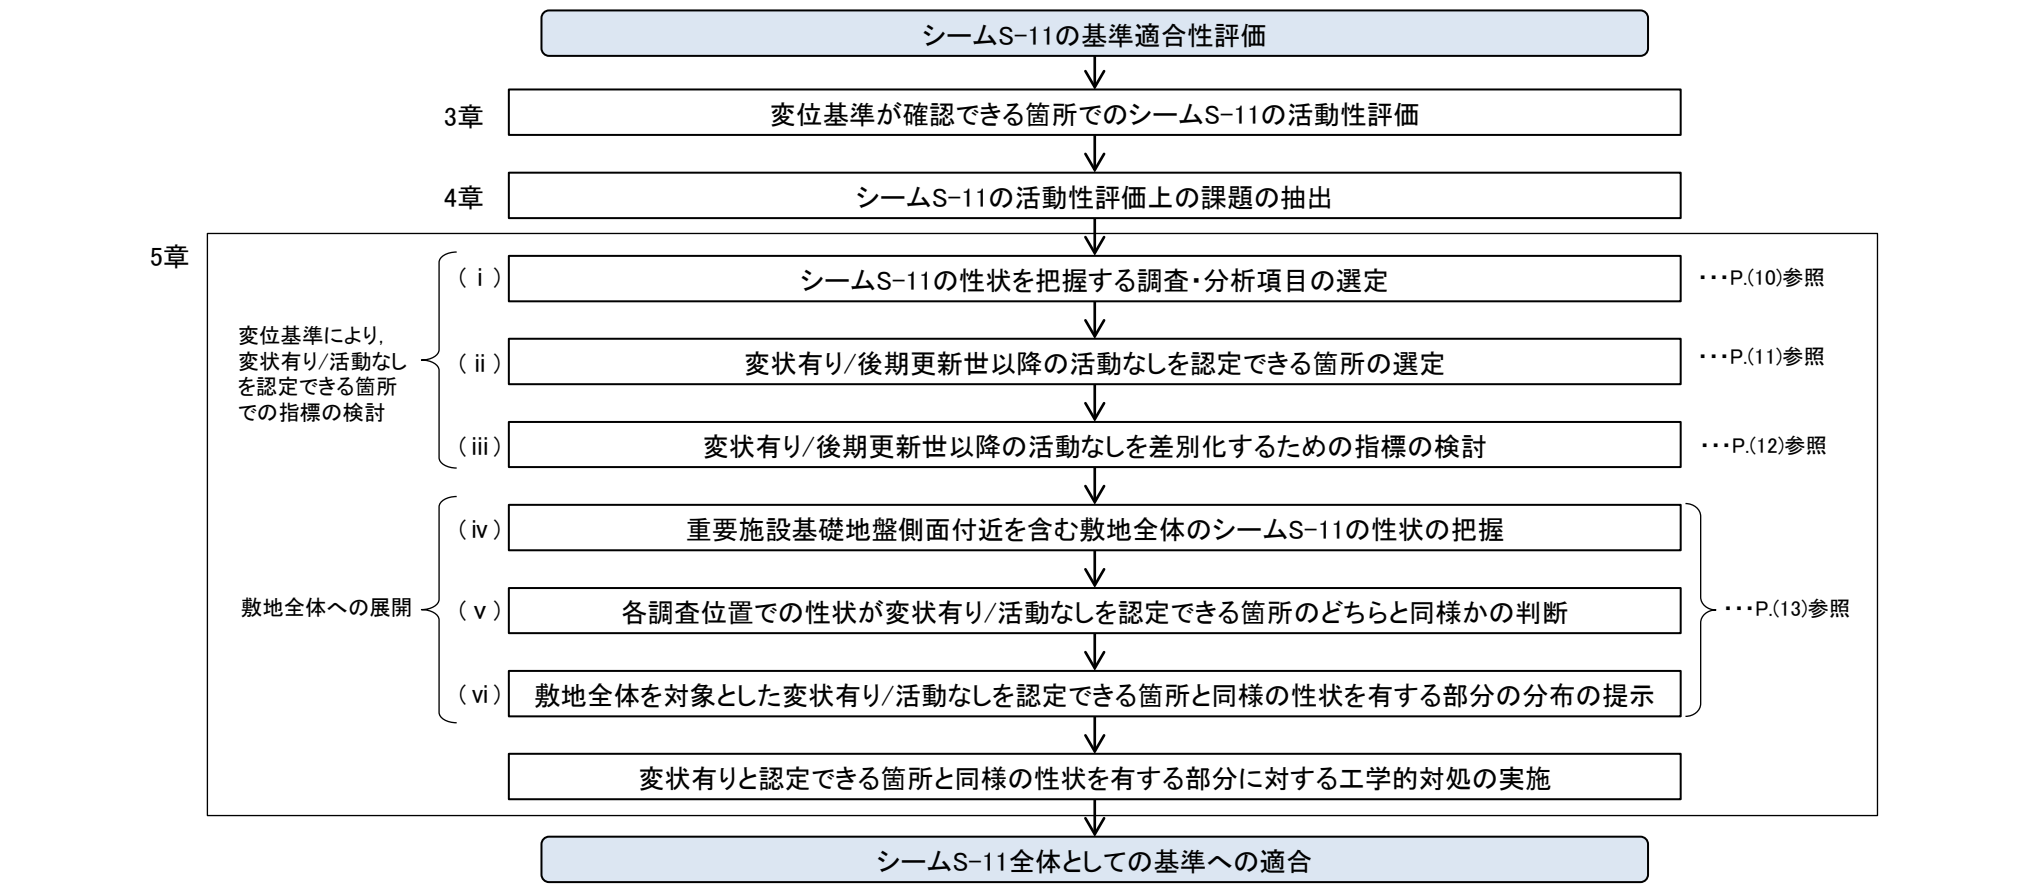 シームS-11の基準適合性評価
3章
変位基準が確認できる箇所でのシームS-11の活動性評価
4章
シームS-11の活動性評価上の課題の抽出
5章
変位基準により,
変状有り/活動なし
を認定できる箇所
での指標の検討
(ⅰ)
シームS-11の性状を把握する調査・分析項目の選定
・・・P.(10)参照
(ⅱ)
変状有り/後期更新世以降の活動なしを認定できる箇所の選定
・・・P.(11)参照
(ⅲ)
変状有り/後期更新世以降の活動なしを差別化するための指標の検討
・・・P.(12)参照
敷地全体への展開
(ⅳ)
重要施設基礎地盤側面付近を含む敷地全体のシームS-11の性状の把握
(ⅴ)
各調査位置での性状が変状有り/活動なしを認定できる箇所のどちらと同様かの判断
・・・P.(13)参照
(ⅵ)
敷地全体を対象とした変状有り/活動なしを認定できる箇所と同様の性状を有する部分の分布の提示
変状有りと認定できる箇所と同様の性状を有する部分に対する工学的対処の実施
シームS-11全体としての基準への適合